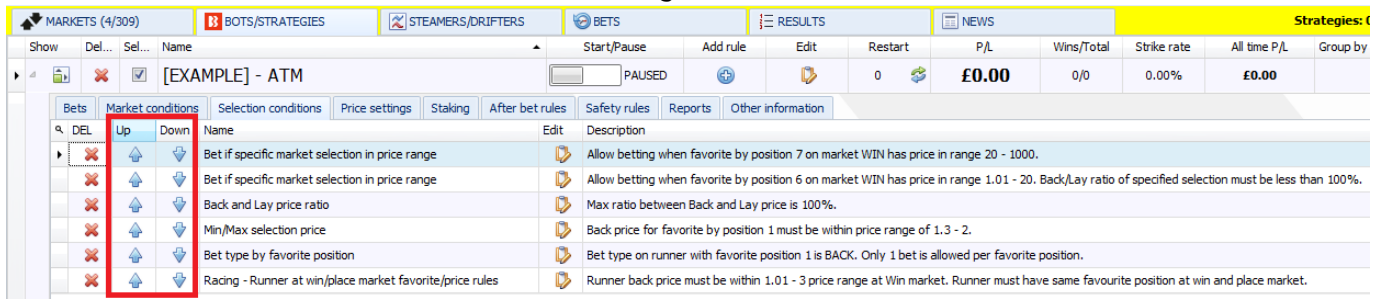 MARKETS (4/309) BOTS/STRATEGIES STEAMERS/DRIFTERS BETS RESULTS NEWS Strategies:
Show Del... Sel... Name Start/Pause Add rule Edit Restart P/L Wins/Total Strike rate All time P/L Group by
[EXAMPLE] - ATM PAUSED 0 £0.00 0/0 0.00% £0.00
Bets Market conditions Selection conditions Price settings Staking After bet rules Safety rules Reports Other information
DEL Up Down Name Edit Description
Bet if specific market selection in price range Allow betting when favorite by position 7 on market WIN has price in range 20 - 1000.
Bet if specific market selection in price range Allow betting when favorite by position 6 on market WIN has price in range 1.01 - 20. Back/Lay ratio of specified selection must be less than 100%.
Back and Lay price ratio Max ratio between Back and Lay price is 100%.
Min/Max selection price Back price for favorite by position 1 must be within price range of 1.3 - 2.
Bet type by favorite position Bet type on runner with favorite position 1 is BACK. Only 1 bet is allowed per favorite position.
Racing - Runner at win/place market favorite/price rules Runner back price must be within 1.01 - 3 price range at Win market. Runner must have same favourite position at win and place market.